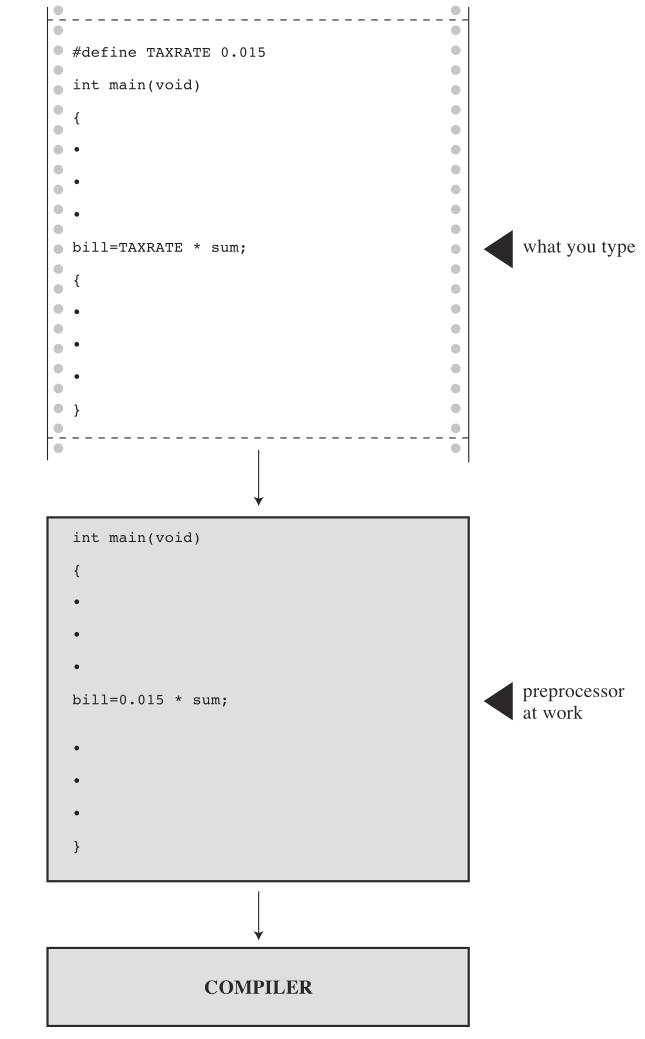 #define TAXRATE 0.015
int main(void)
{
•
•
•
bill=TAXRATE * sum;
{
•
•
•
}
what you type
int main(void)
{
•
•
•
bill=0.015 * sum;
•
•
•
}
preprocessor
at work
COMPILER